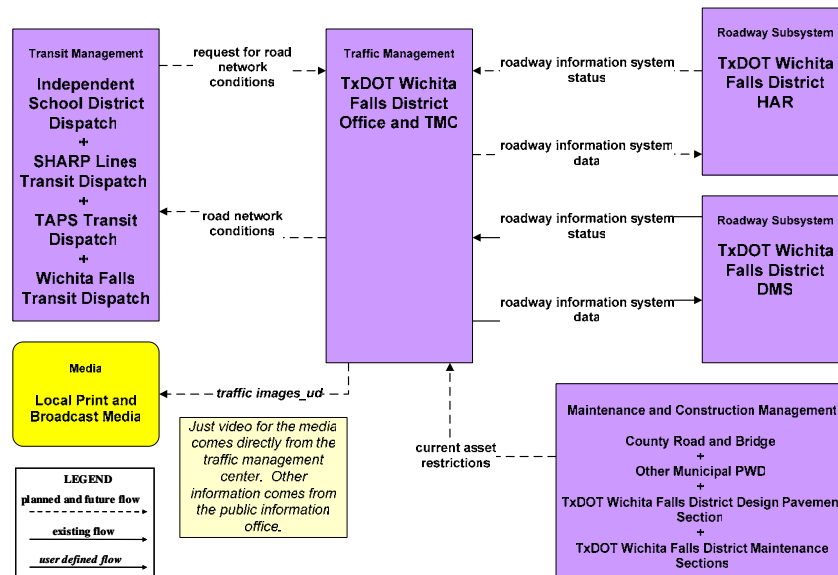 Transit Management
Independent
School District
Dispatch
+
SHARP Lines
Transit Dispatch
+
TAPS Transit
Dispatch
+
Wichita Falls
Transit Dispatch
request for road
network
conditions
road network
conditions
Traffic Management
TxDOT Wichita
Falls District
Office and TMC
roadway information system
status
roadway information system
data
roadway information system
status
roadway information system
data
Roadway Subsystem
TxDOT Wichita
Falls District
HAR
Roadway Subsystem
TxDOT Wichita
Falls District
DMS
Media
Local Print and
Broadcast Media
traffic images_ud
Just video for the media
comes directly from the
traffic management
center. Other
information comes from
the public information
office.
current asset
restrictions
Maintenance and Construction Management
County Road and Bridge
+
Other Municipal PWD
+
TxDOT Wichita Falls District Design Pavement
Section
+
TxDOT Wichita Falls District Maintenance
Sections
LEGEND
planned and future flow
existing flow
user defined flow